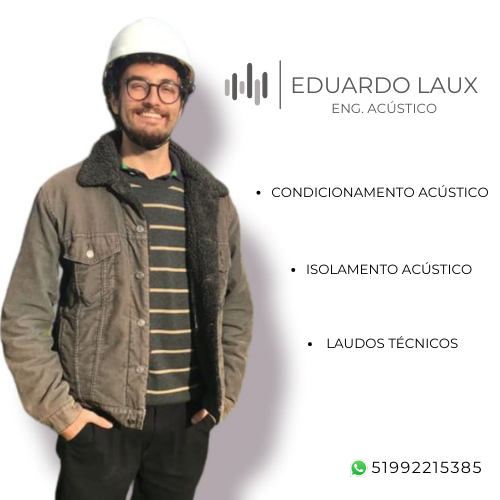 EDUARDO LAUX
ENG. ACÚSTICO
• CONDICIONAMENTO ACÚSTICO
• ISOLAMENTO ACÚSTICO
• LAUDOS TÉCNICOS
51992215385